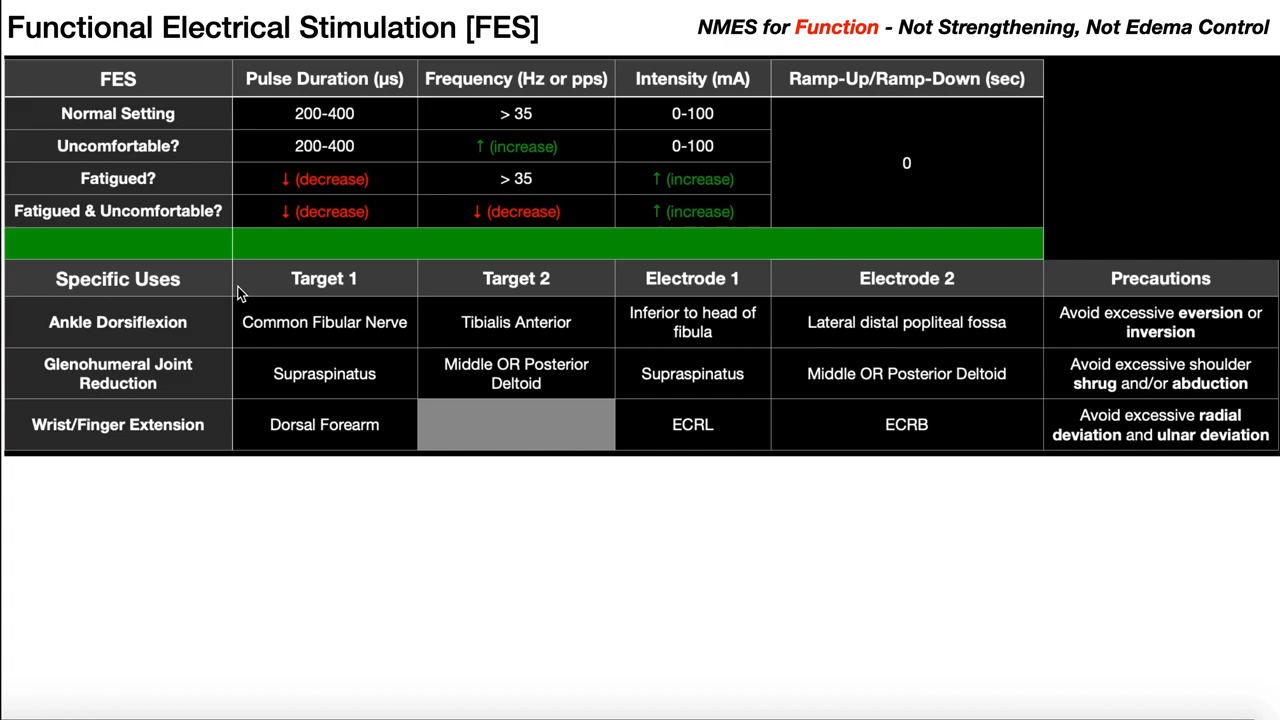 Functional Electrical Stimulation [FES]
NMES for Function - Not Strengthening, Not Edema Control
FES Pulse Duration (µs) Frequency (Hz or pps) Intensity (mA) Ramp-Up/Ramp-Down (sec)
Normal Setting 200-400 > 35 0-100
Uncomfortable? 200-400 ↑ (increase) 0-100
0
Fatigued? ↓ (decrease) > 35 ↑ (increase)
Fatigued & Uncomfortable? ↓ (decrease) ↓ (decrease) ↑ (increase)
Specific Uses Target 1 Target 2 Electrode 1 Electrode 2 Precautions
Ankle Dorsiflexion Common Fibular Nerve Tibialis Anterior
Inferior to head of
fibula
Lateral distal popliteal fossa
Avoid excessive eversion or
inversion
Glenohumeral Joint
Reduction
Supraspinatus
Middle OR Posterior
Deltoid
Supraspinatus Middle OR Posterior Deltoid
Avoid excessive shoulder
shrug and/or abduction
Wrist/Finger Extension Dorsal Forearm ECRL ECRB
Avoid excessive radial
deviation and ulnar deviation